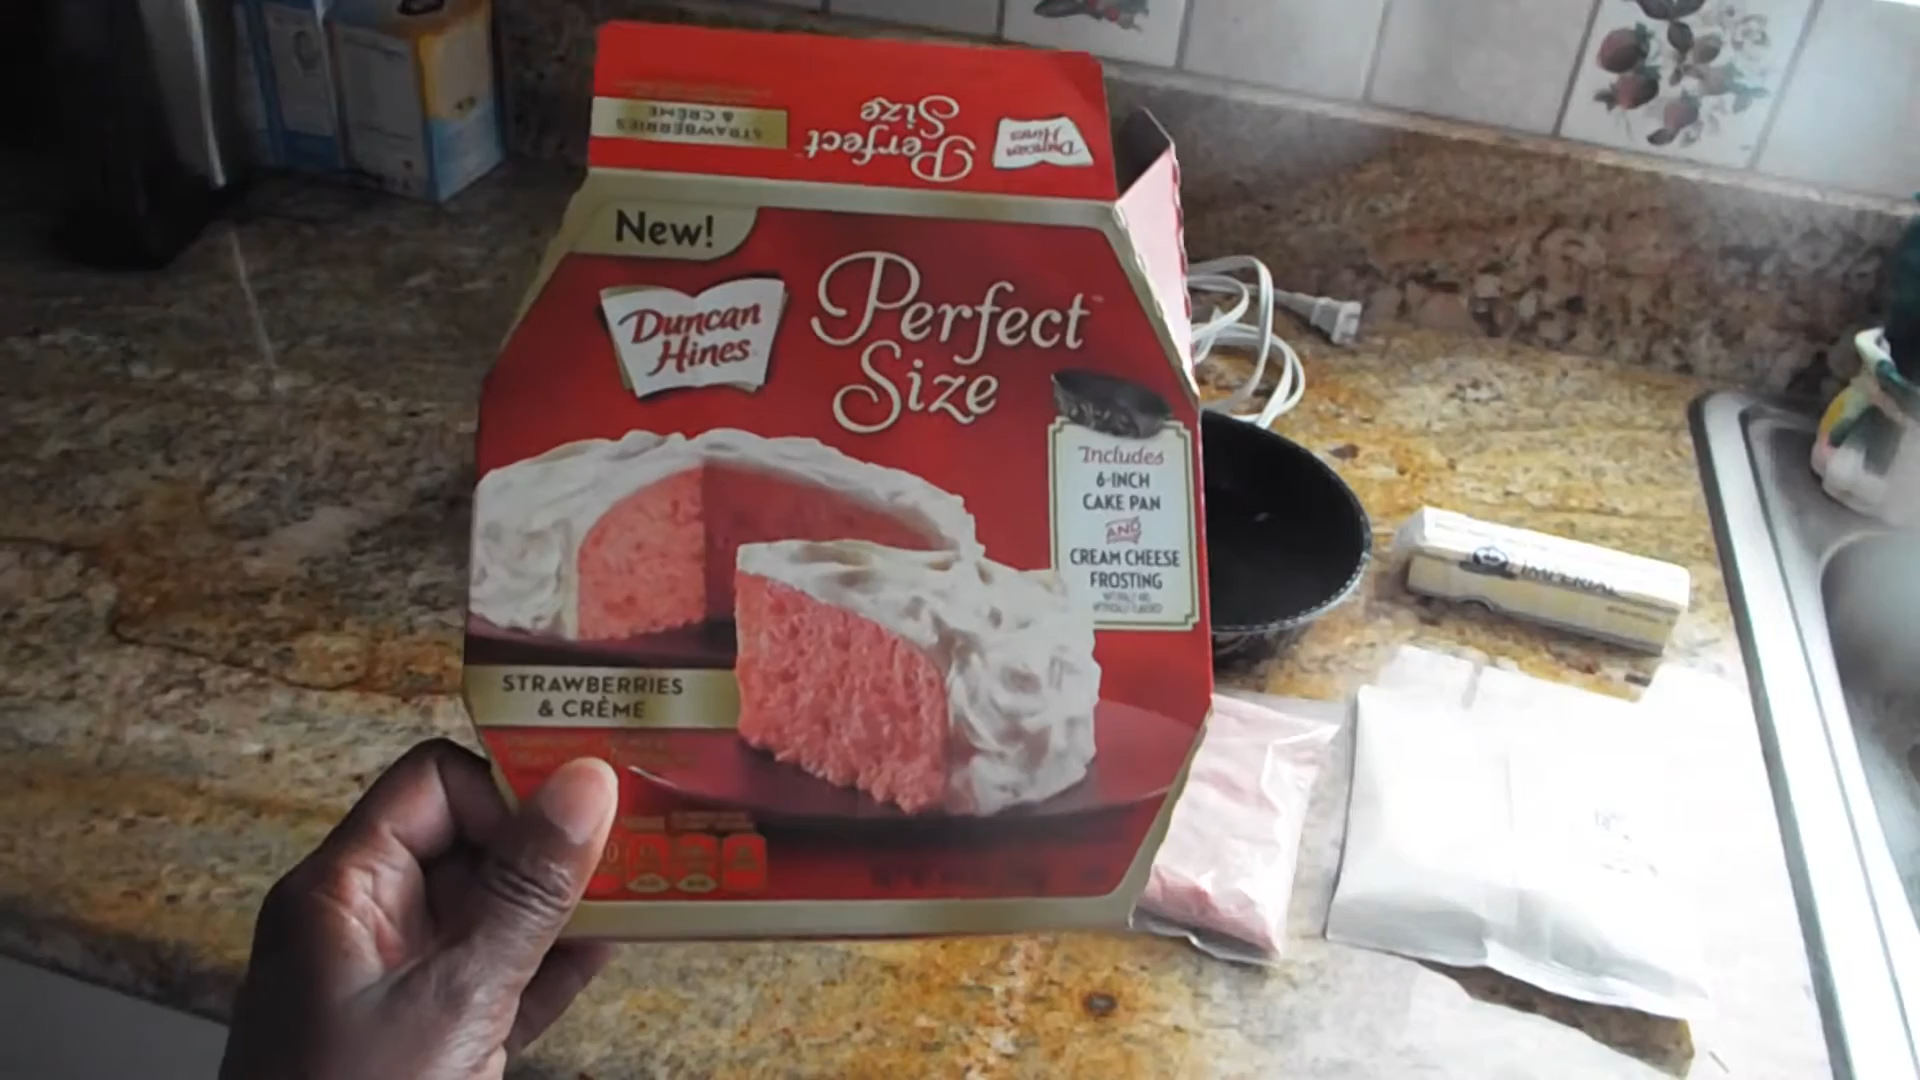 Duncan
Hines
Perfect
Size
STRAWBERRIES
& CRÈME
New!
Duncan
Hines
Perfect
Size
Includes
6-INCH
CAKE PAN
AND
CREAM CHEESE
FROSTING
STRAWBERRIES
& CRÈME
IMPERIAL